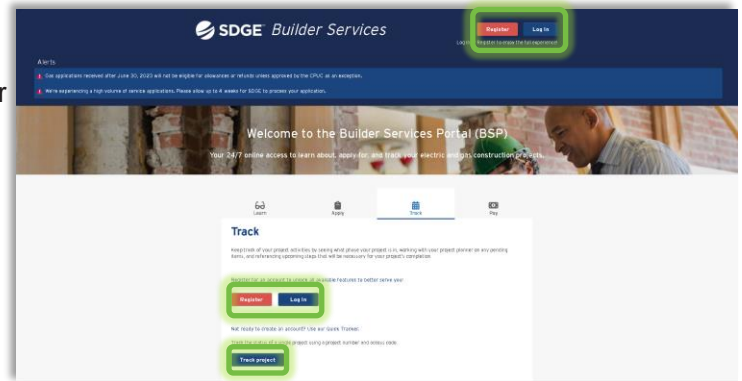 r
SDGE Builder Services
Register Log In
Log in Register to enjoy the full experience!
Alerts
Gas applications received after June 30, 2023 will not be eligible for allowances or refunds unless approved by the CPUC as an exception.
We're experiencing a high volume of service applications. Please allow up to 4 weeks for SDGE to process your application.
Welcome to the Builder Services Portal (BSP)
Your 24/7 online access to learn about, apply for, and track your electric and gas construction projects.
Learn Apply Track Pay
Track
Keep track of your project activities by seeing what phase your project is in, working with your project planner on any pending
items, and referencing upcoming steps that will be necessary for your project's completion
Register for an account to unlock all available features to better serve you!
Register Log In
Not ready to create an account? Use our Quick Tracker.
Track the status of a single project using a project number and access code.
Track project